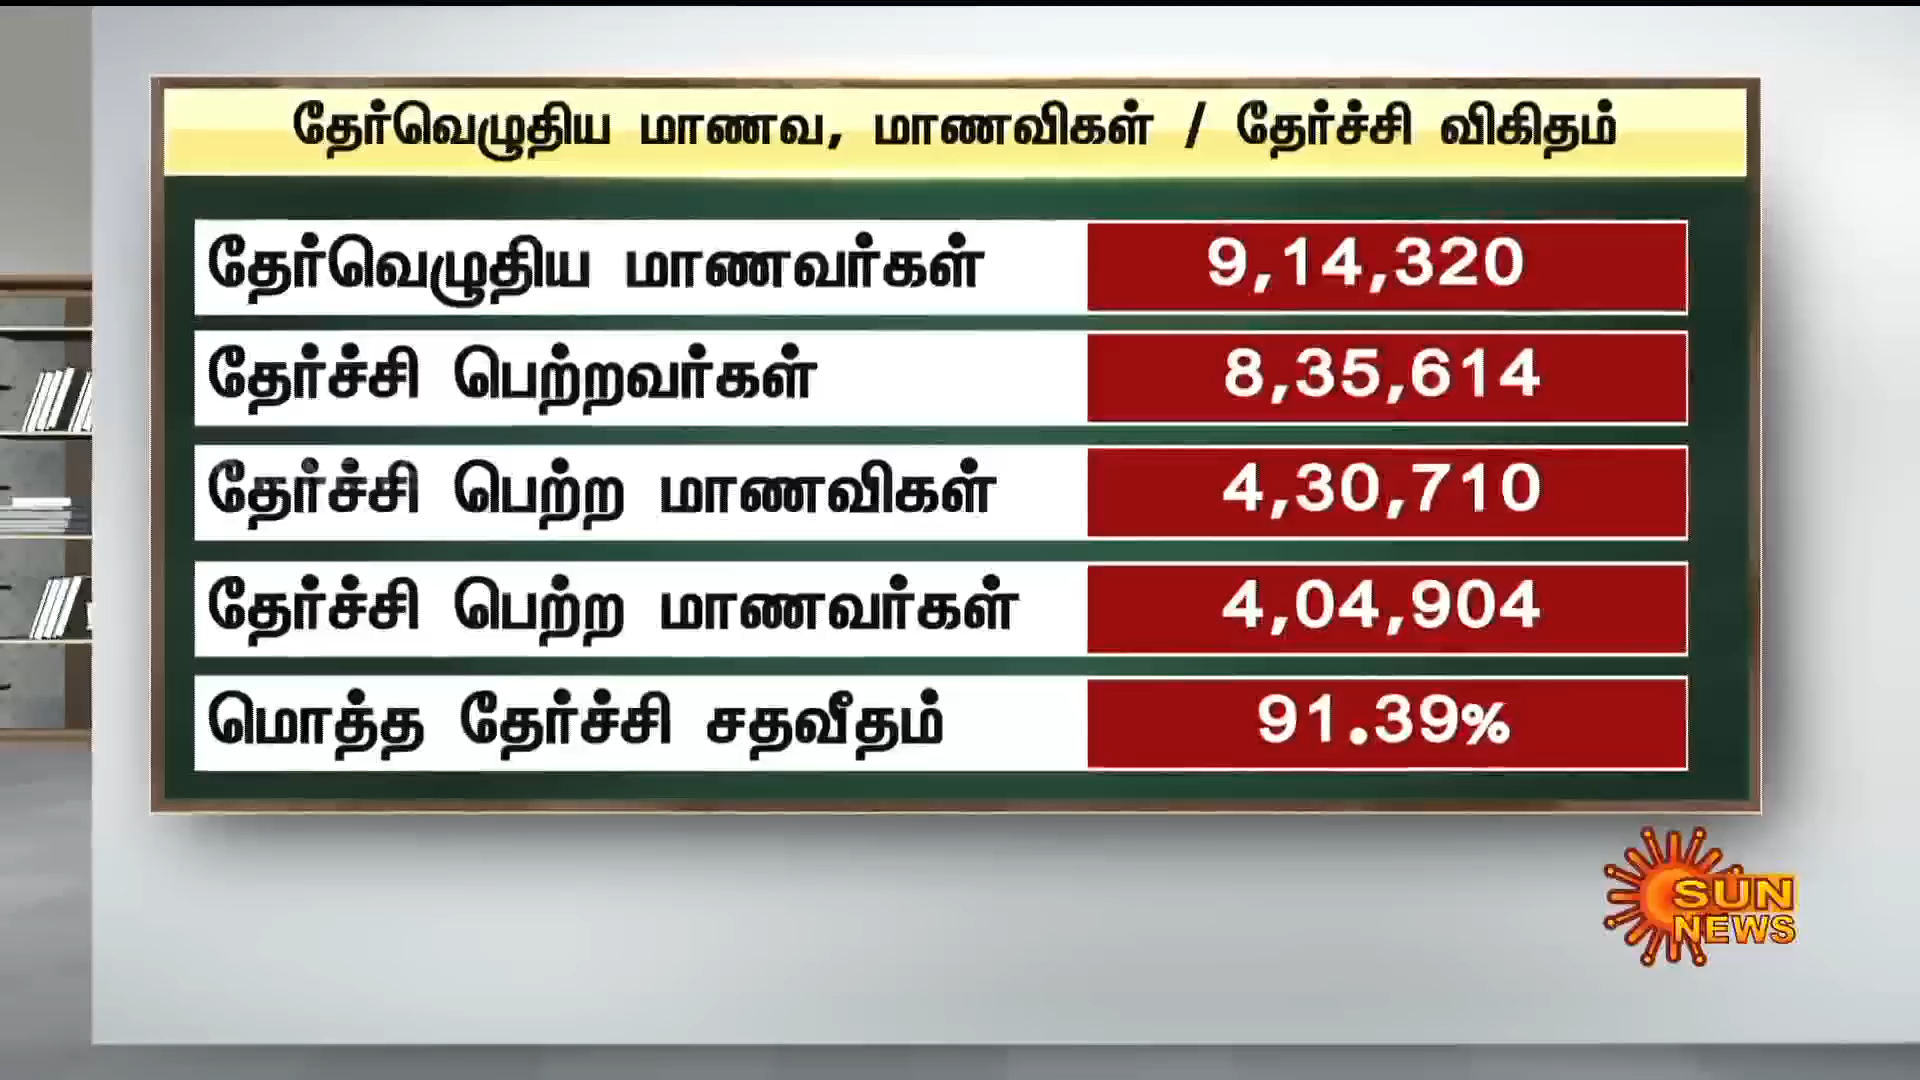 தேர்வெழுதிய மாணவ, மாணவிகள் / தேர்ச்சி விகிதம்
தேர்வெழுதிய மாணவர்கள் 9,14,320
தேர்ச்சி பெற்றவர்கள் 8,35,614
தேர்ச்சி பெற்ற மாணவிகள் 4,30,710
தேர்ச்சி பெற்ற மாணவர்கள் 4,04,904
மொத்த தேர்ச்சி சதவீதம் 91.39%
SUN
NEWS